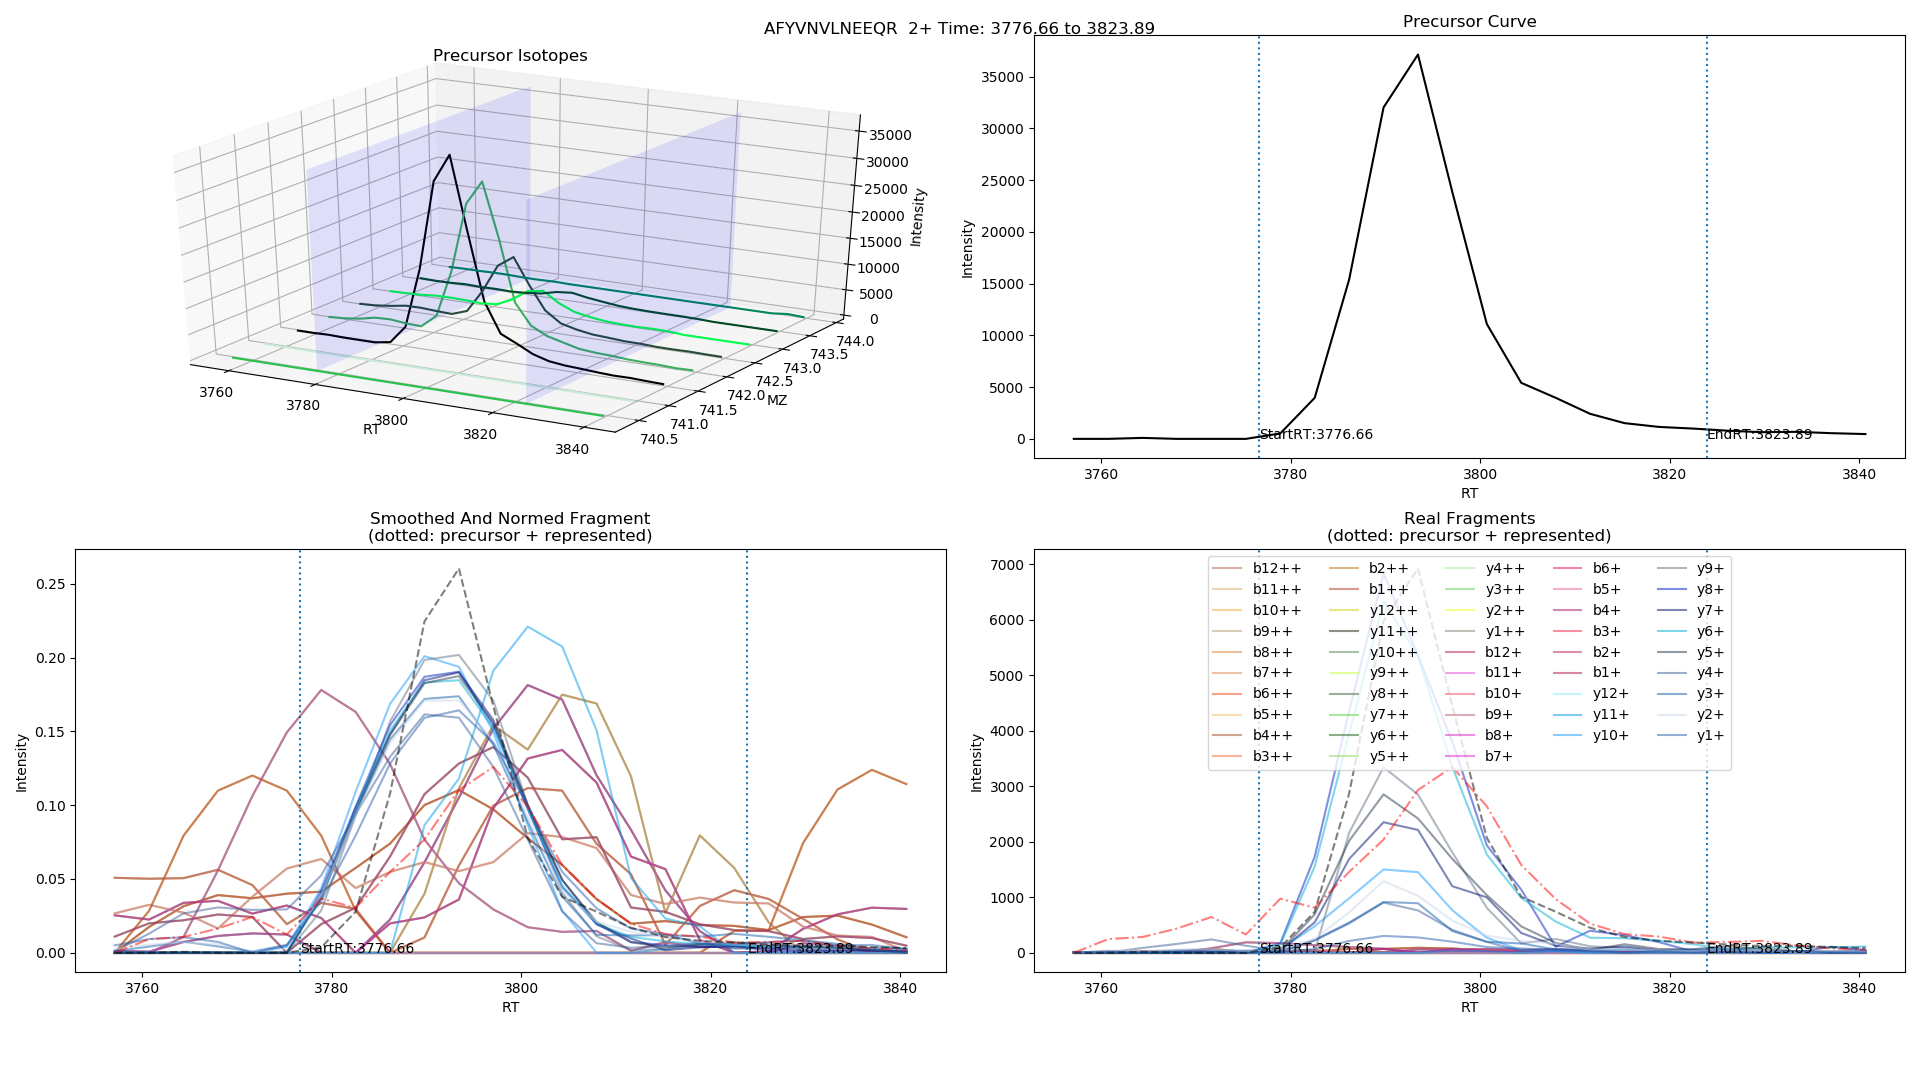 AFYVNVLNEEQR  2+ Time: 3776.66 to 3823.89
Precursor Isotopes
35000
30000
25000
20000
15000
10000
5000
0
Intensity
744.0
743.5
743.0
742.5
742.0
741.5
741.0
740.5
MZ
3760
3780
3800
3820
3840
RT
Precursor Curve
35000
30000
25000
20000
15000
10000
5000
0
Intensity
StartRT:3776.66
EndRT:3823.89
3760 3780 3800 3820 3840
RT
Smoothed And Normed Fragment
(dotted: precursor + represented)
0.25
0.20
0.15
0.10
0.05
0.00
Intensity
StartRT:3776.66
EndRT:3823.89
3760 3780 3800 3820 3840
RT
Real Fragments
(dotted: precursor + represented)
7000
6000
5000
4000
3000
2000
1000
0
Intensity
b12++ b2++ y4++ b6+ y9+
b11++ b1++ y3++ b5+ y8+
b10++ y12++ y2++ b4+ y7+
b9++ y11++ y1++ b3+ y6+
b8++ y10++ b12+ b2+ y5+
b7++ y9++ b11+ b1+ y4+
b6++ y8++ b10+ y12+ y3+
b5++ y7++ b9+ y11+ y2+
b4++ y6++ b8+ y10+ y1+
b3++ y5++ b7+
StartRT:3776.66
EndRT:3823.89
3760 3780 3800 3820 3840
RT